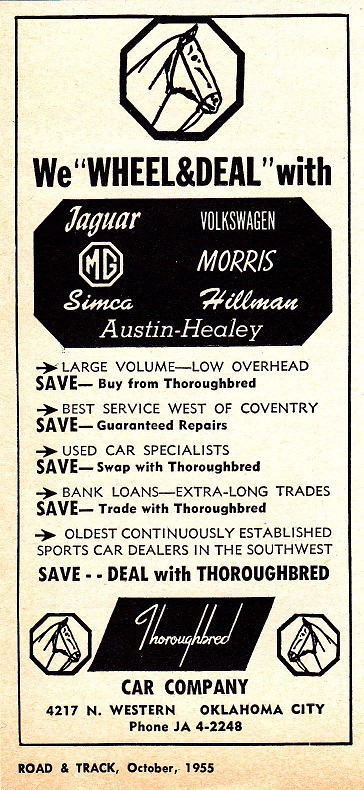 We "WHEEL&DEAL" with
Jaguar VOLKSWAGEN
MG MORRIS
Simca Hillman
Austin-Healey
LARGE VOLUME—LOW OVERHEAD
SAVE— Buy from Thoroughbred
BEST SERVICE WEST OF COVENTRY
SAVE— Guaranteed Repairs
USED CAR SPECIALISTS
SAVE— Swap with Thoroughbred
BANK LOANS—EXTRA-LONG TRADES
SAVE— Trade with Thoroughbred
OLDEST CONTINUOUSLY ESTABLISHED
SPORTS CAR DEALERS IN THE SOUTHWEST
SAVE - - DEAL with THOROUGHBRED
Thoroughbred
CAR COMPANY
4217 N. WESTERN OKLAHOMA CITY
Phone JA 4-2248
ROAD & TRACK, October, 1955